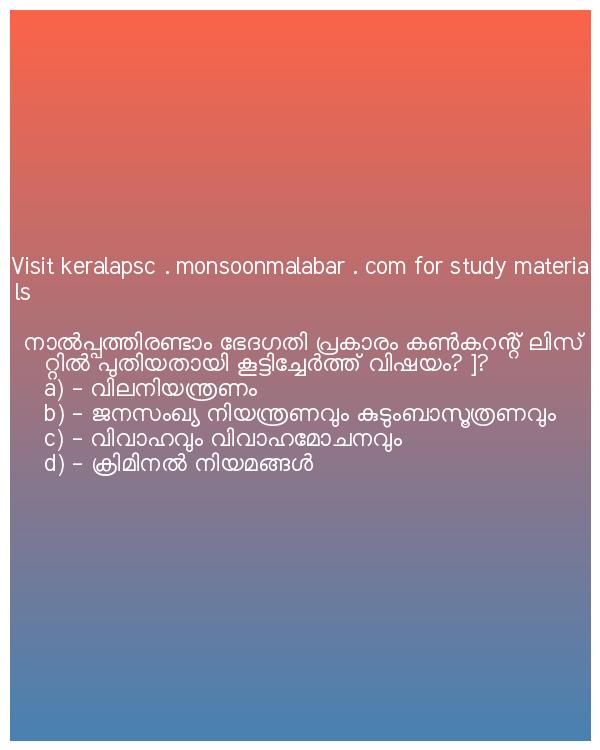 Visit keralapsc . monsoonmalabar . com for study materia
ls
നാൽപ്പത്തിരണ്ടാം ഭേദഗതി പ്രകാരം കൺകറന്റ് ലിസ്
റ്റിൽ പുതിയതായി കൂട്ടിച്ചേർത്ത് വിഷയം? ]?
a) - വിലനിയന്ത്രണം
b) - ജനസംഖ്യ നിയന്ത്രണവും കുടുംബാസൂത്രണവും
c) - വിവാഹവും വിവാഹമോചനവും
d) - ക്രിമിനൽ നിയമങ്ങൾ